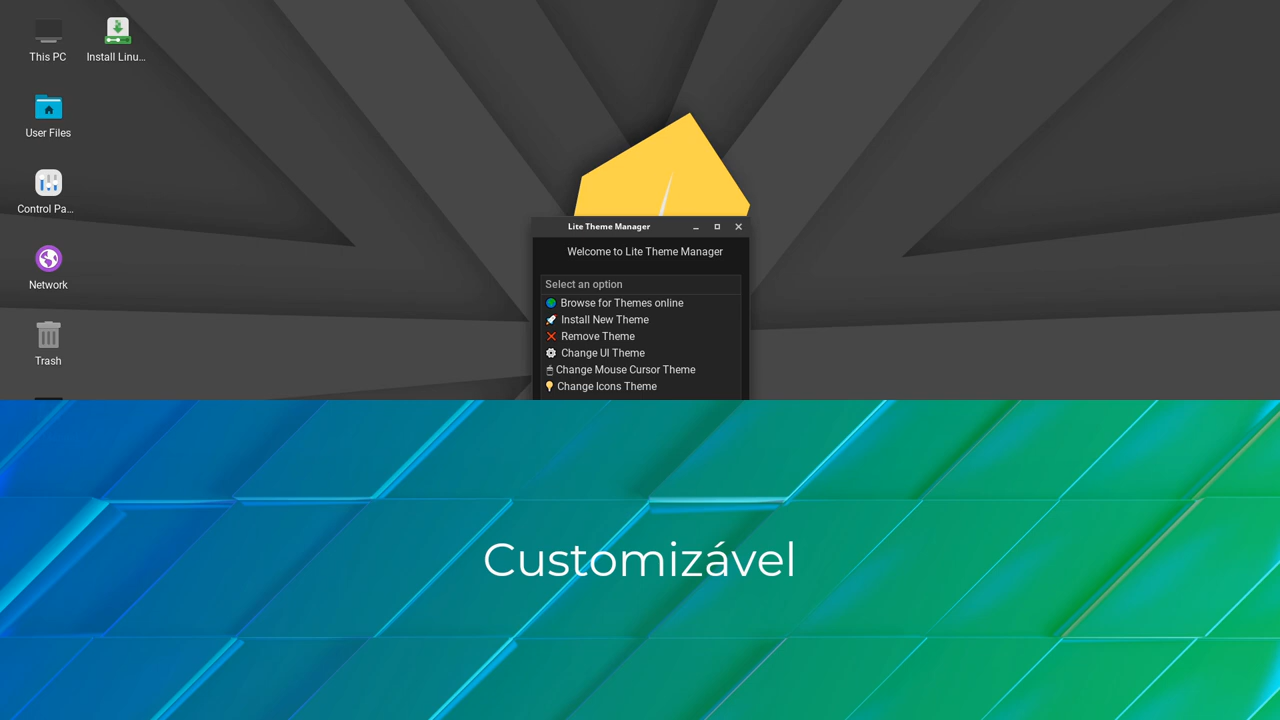 This PC
Install Linu...
User Files
Control Pa...
Network
Trash
Lite Theme Manager
Welcome to Lite Theme Manager
Select an option
Browse for Themes online
Install New Theme
Remove Theme
Change UI Theme
Change Mouse Cursor Theme
Change Icons Theme
Customizável